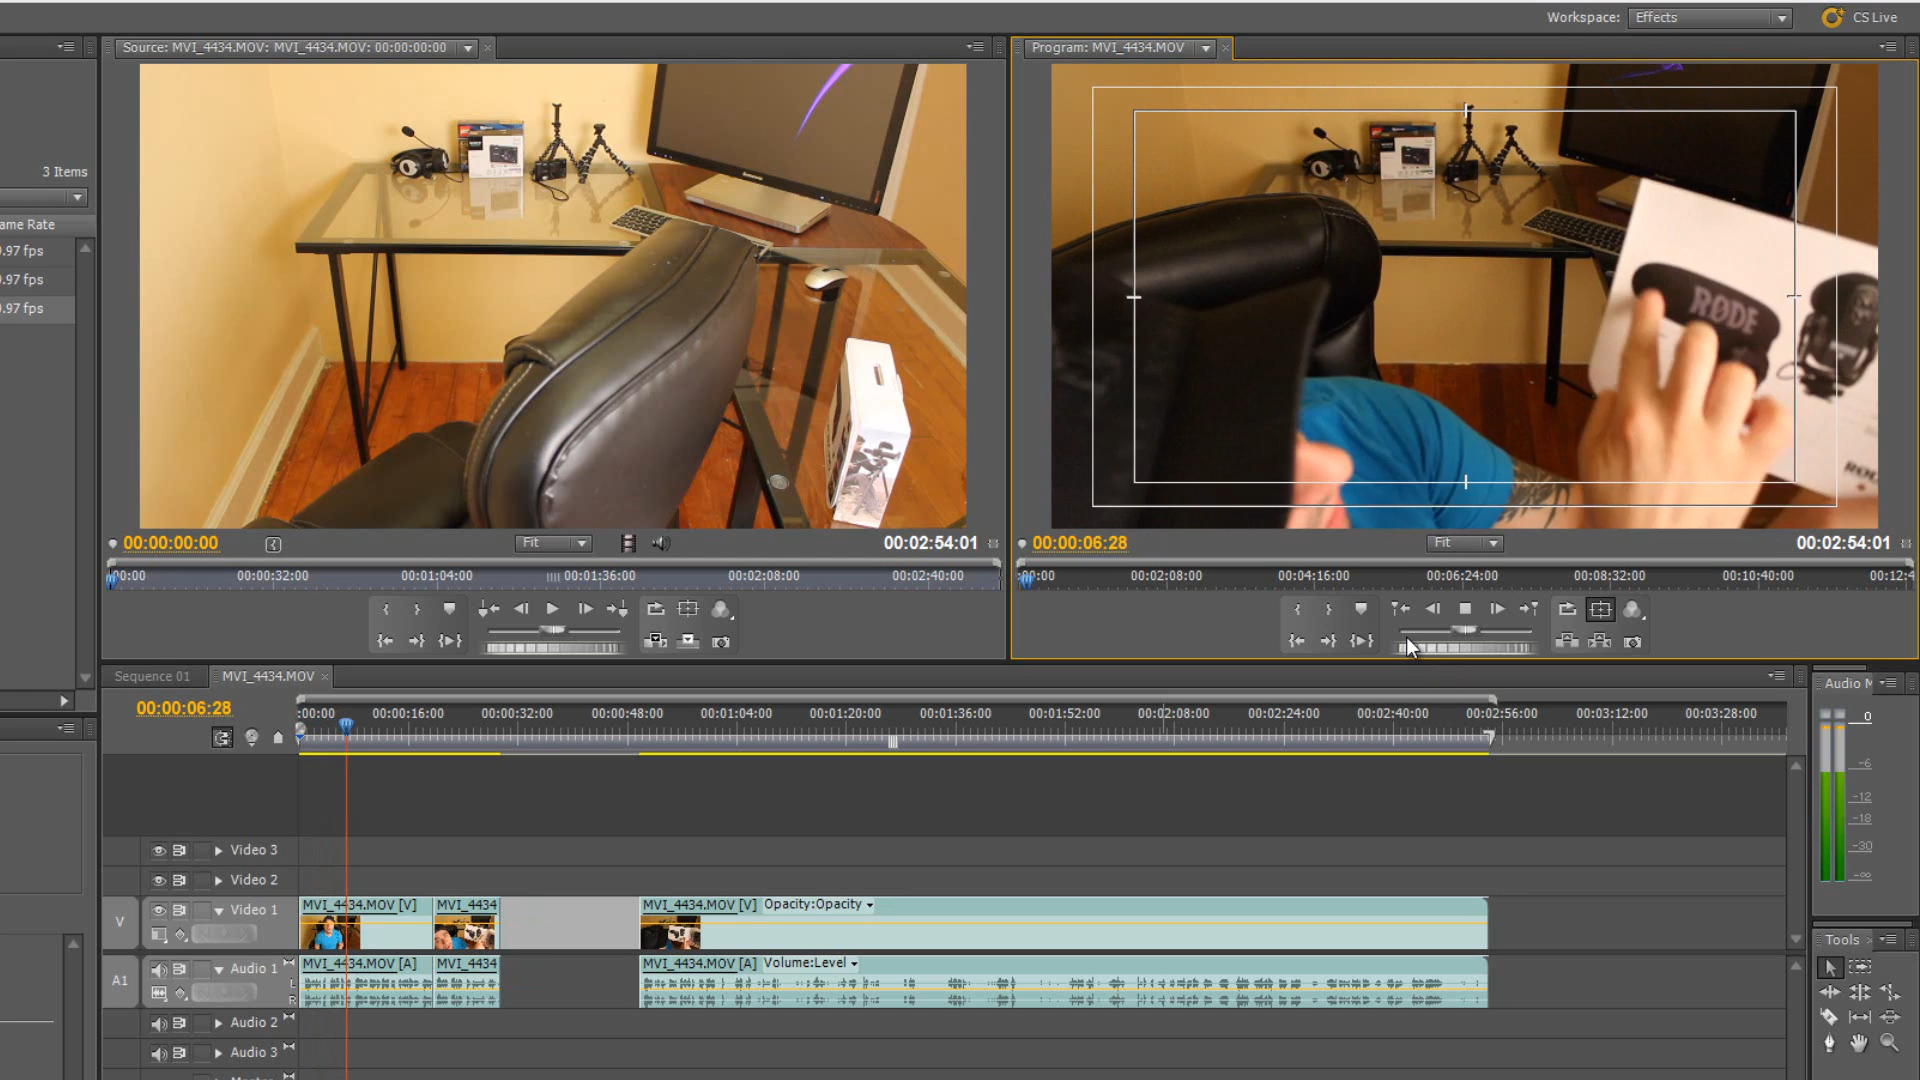 Workspace: Effects CS Live
Source: MVI_4434.MOV: MVI_4434.MOV: 00:00:00:00
Program: MVI_4434.MOV
3 Items
ame Rate
.97 fps
.97 fps
.97 fps
RØDE
00:00:00:00 Fit 00:02:54:01
00:00:06:28 Fit 00:02:54:01
00:00 00:00:32:00 00:01:04:00 00:01:36:00 00:02:08:00 00:02:40:00
00:00 00:02:08:00 00:04:16:00 00:06:24:00 00:08:32:00 00:10:40:00 00:12:4
Sequence 01 MVI_4434.MOV
00:00:06:28
:00:00 00:00:16:00 00:00:32:00 00:00:48:00 00:01:04:00 00:01:20:00 00:01:36:00 00:01:52:00 00:02:08:00 00:02:24:00 00:02:40:00 00:02:56:00 00:03:12:00 00:03:28:00
Audio M
0
-6
-12
-18
-30
-∞
Video 3
Video 2
V Video 1
MVI_4434.MOV [V] MVI_4434 MVI_4434.MOV [V] Opacity:Opacity
A1 Audio 1 L R
MVI_4434.MOV [A] MVI_4434 MVI_4434.MOV [A] Volume:Level
Audio 2
Audio 3
Tools